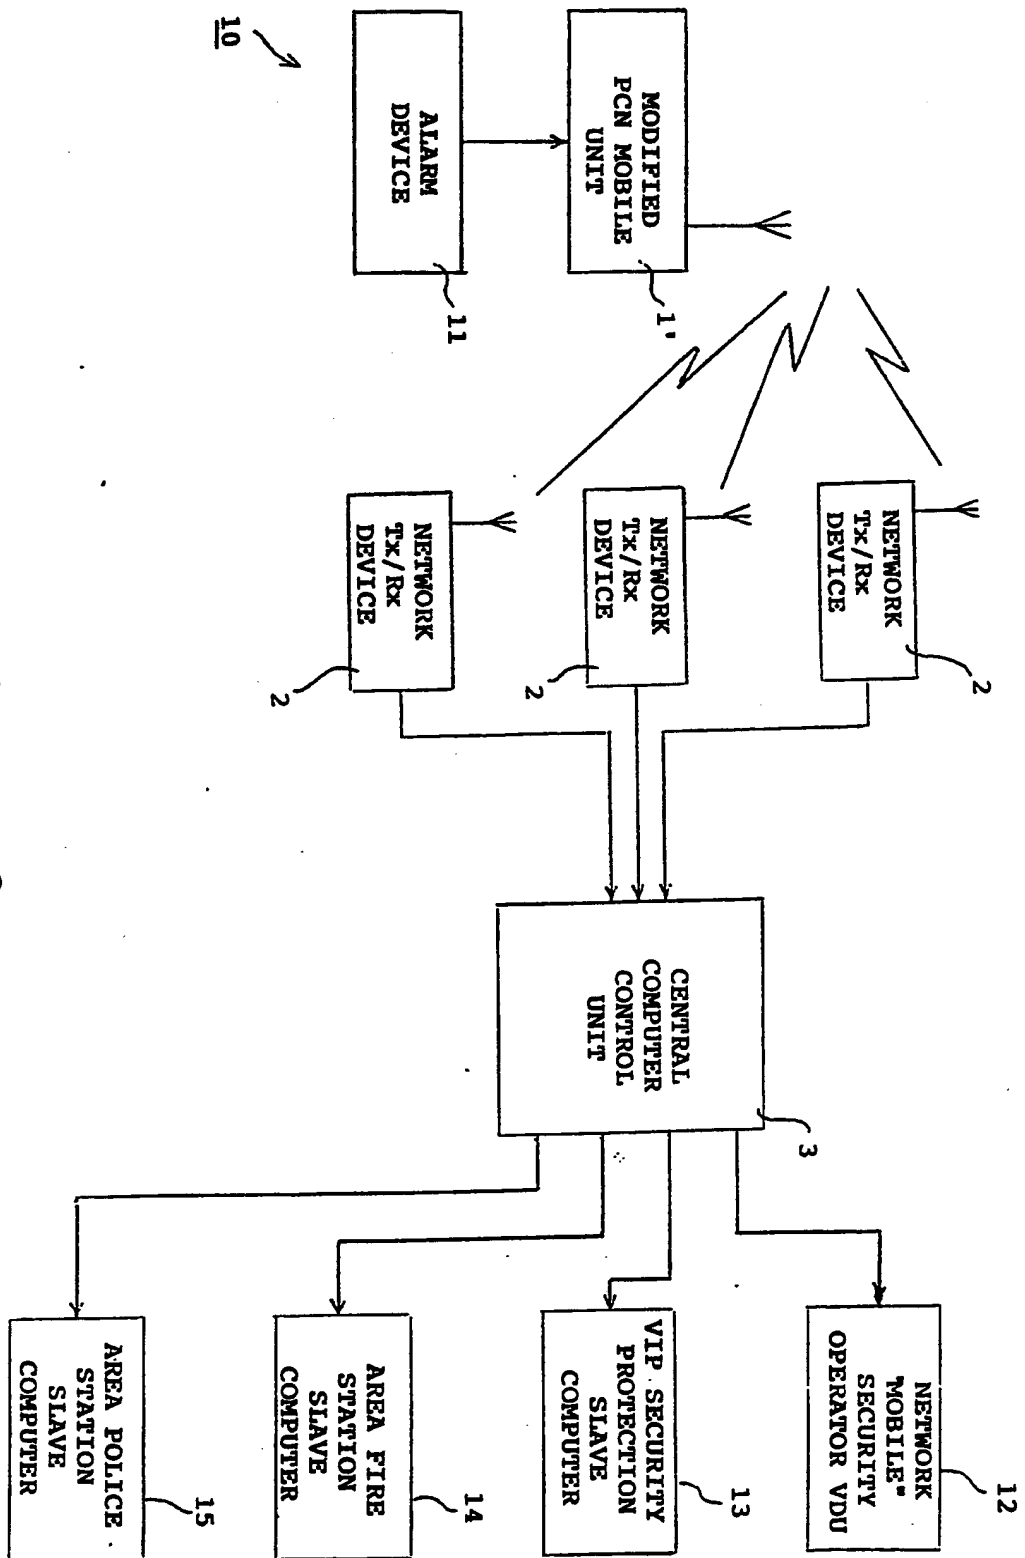 10
ALARM
DEVICE
11
MODIFIED
PCN MOBILE
UNIT
1'
NETWORK
Tx/Rx
DEVICE
2
NETWORK
Tx/Rx
DEVICE
2
NETWORK
Tx/Rx
DEVICE
2
CENTRAL
COMPUTER
CONTROL
UNIT
3
NETWORK
"MOBILE"
SECURITY
OPERATOR VDU
12
VIP SECURITY
PROTECTION
SLAVE
COMPUTER
13
AREA FIRE
STATION
SLAVE
COMPUTER
14
AREA POLICE
STATION
SLAVE
COMPUTER
15